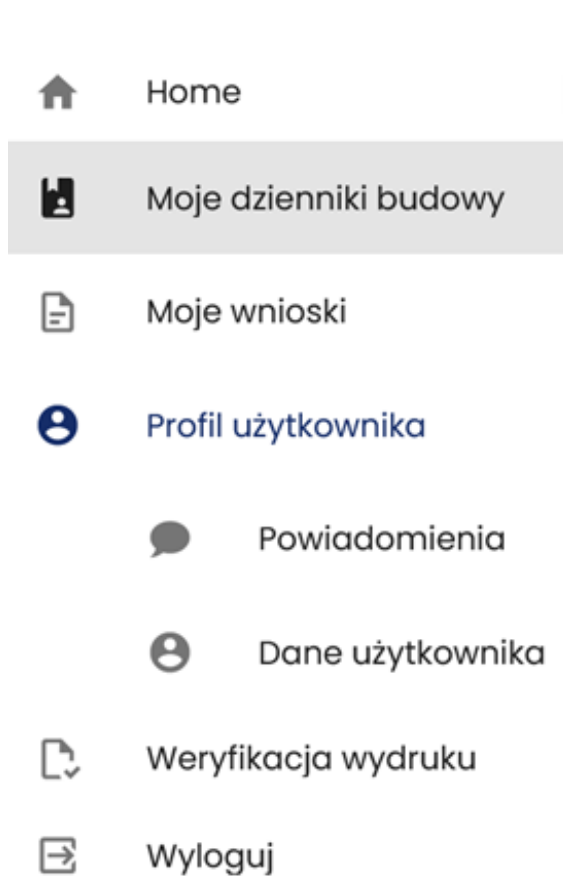 Home
Moje dzienniki budowy
Moje wnioski
Profil użytkownika
Powiadomienia
Dane użytkownika
Weryfikacja wydruku
Wyloguj